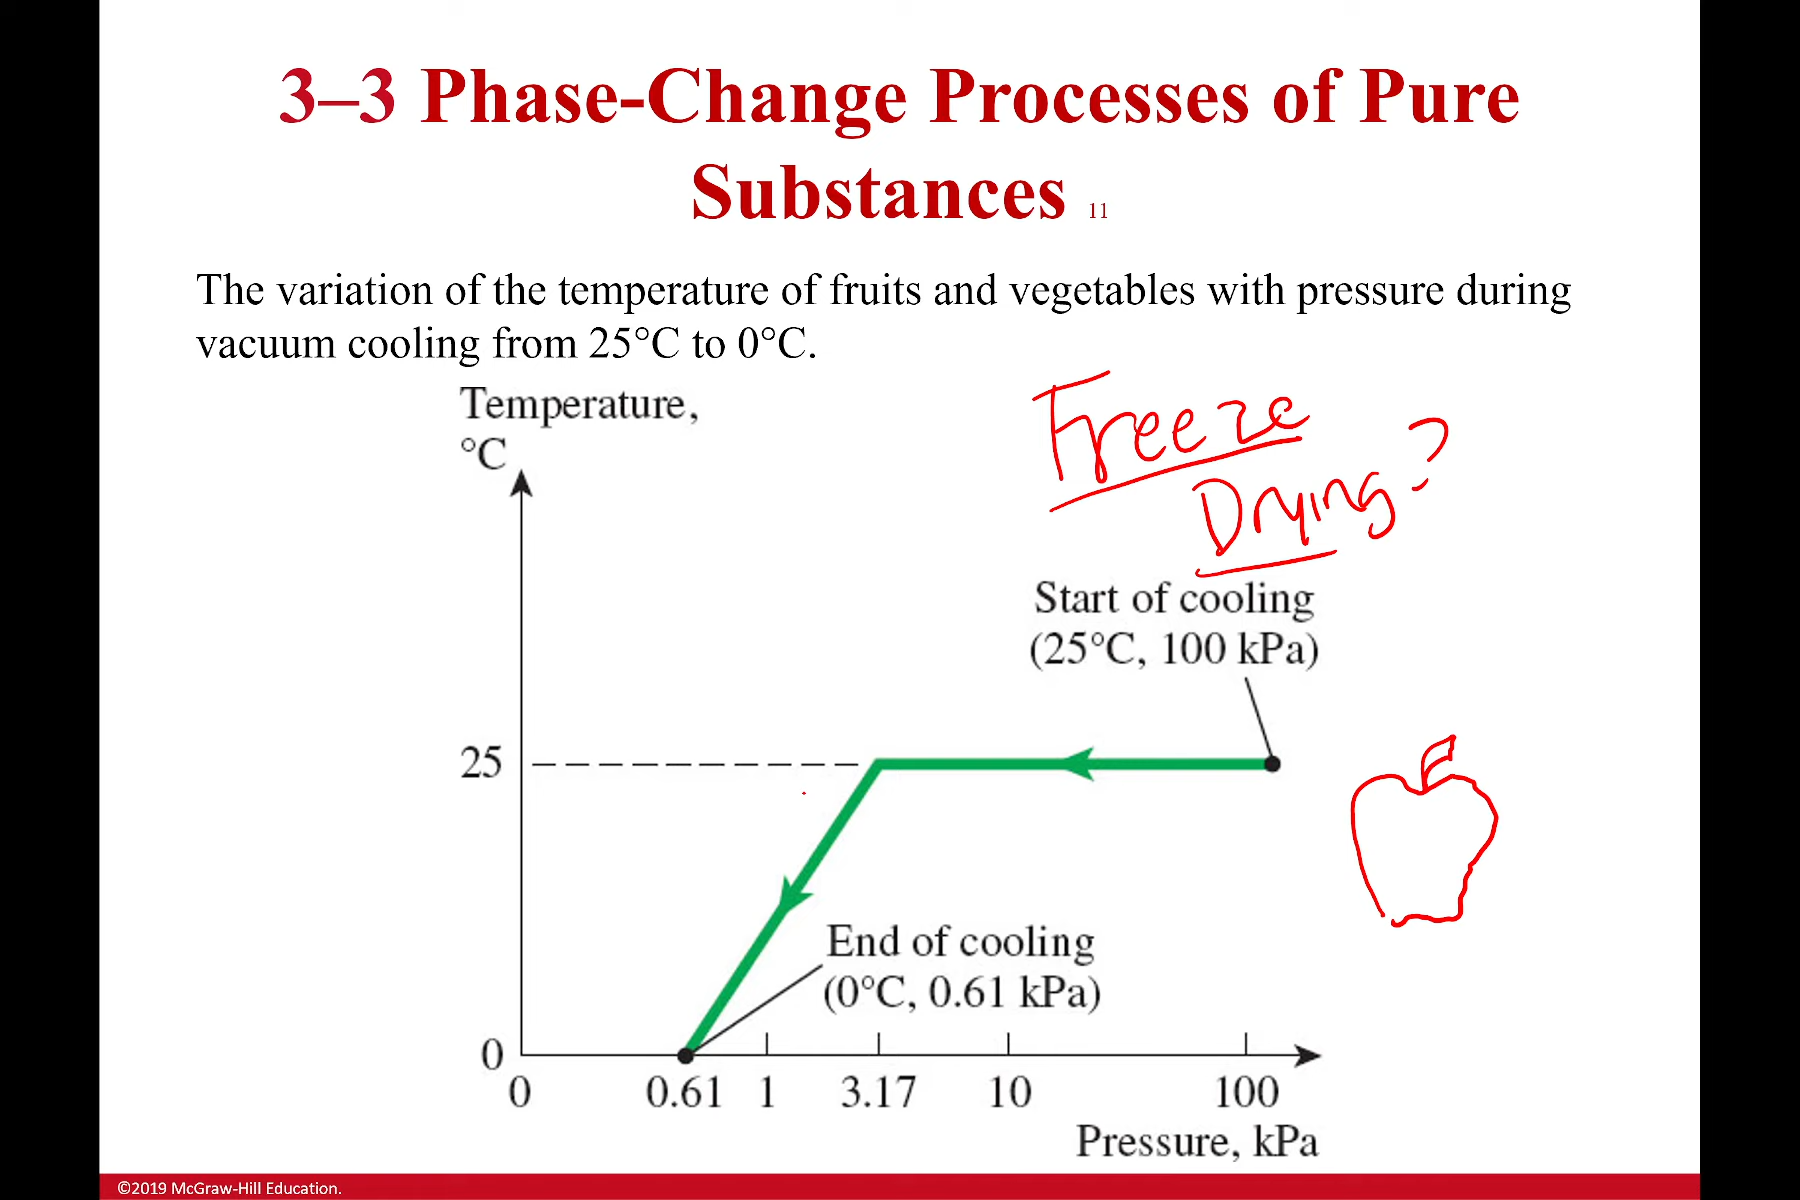 3–3 Phase-Change Processes of Pure
Substances 11
The variation of the temperature of fruits and vegetables with pressure during
vacuum cooling from 25°C to 0°C.
Temperature,
°C
Freeze
Drying?
Start of cooling
(25°C, 100 kPa)
25
End of cooling
(0°C, 0.61 kPa)
0
0 0.61 1 3.17 10 100
Pressure, kPa
©2019 McGraw-Hill Education.